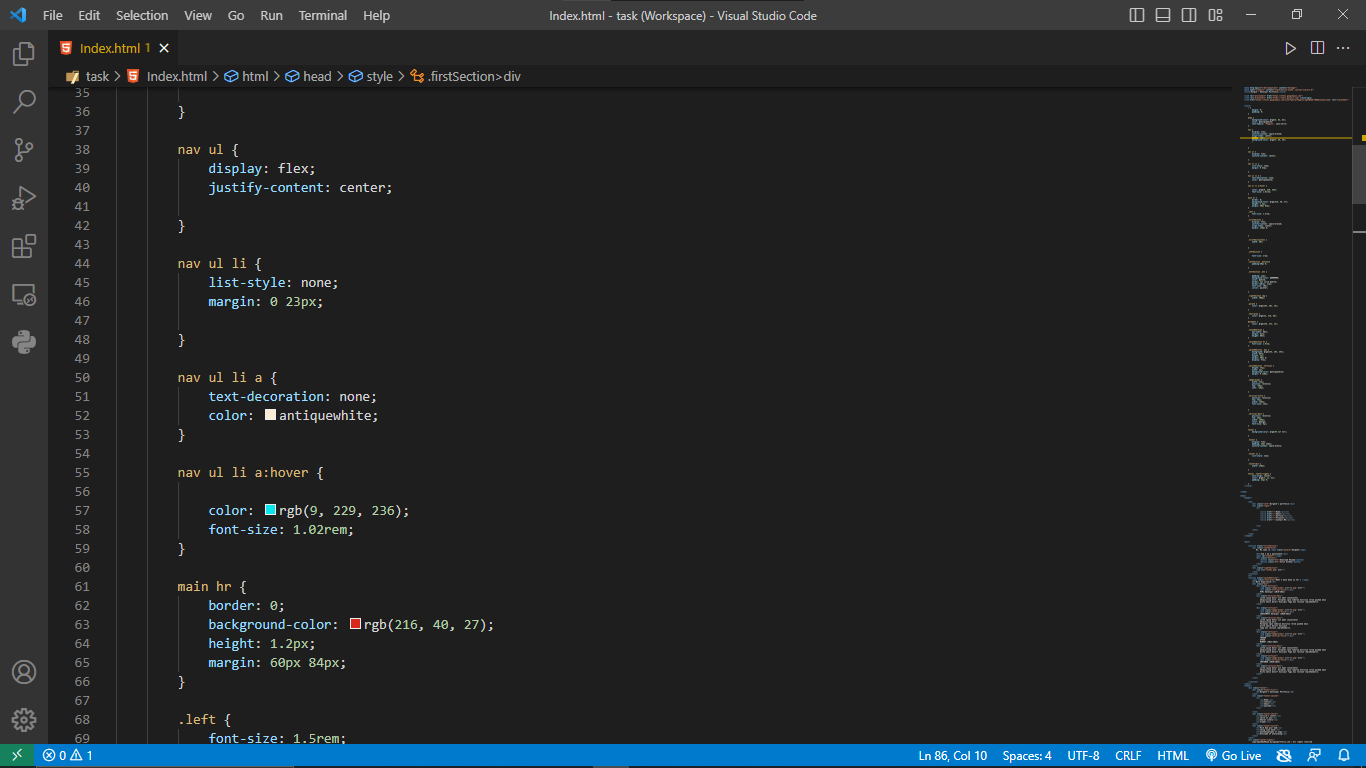 File Edit Selection View Go Run Terminal Help Index.html - task (Workspace) - Visual Studio Code
Index.html 1
task > Index.html > html > head > style > .firstSection>div
35
36 }
37
38 nav ul {
39 display: flex;
40 justify-content: center;
41
42 }
43
44 nav ul li {
45 list-style: none;
46 margin: 0 23px;
47
48 }
49
50 nav ul li a {
51 text-decoration: none;
52 color: antiquewhite;
53 }
54
55 nav ul li a:hover {
56
57 color: rgb(9, 229, 236);
58 font-size: 1.02rem;
59 }
60
61 main hr {
62 border: 0;
63 background-color: rgb(216, 40, 27);
64 height: 1.2px;
65 margin: 60px 84px;
66 }
67
68 .left {
69 font-size: 1.5rem;
0 1 Ln 86, Col 10 Spaces: 4 UTF-8 CRLF HTML Go Live